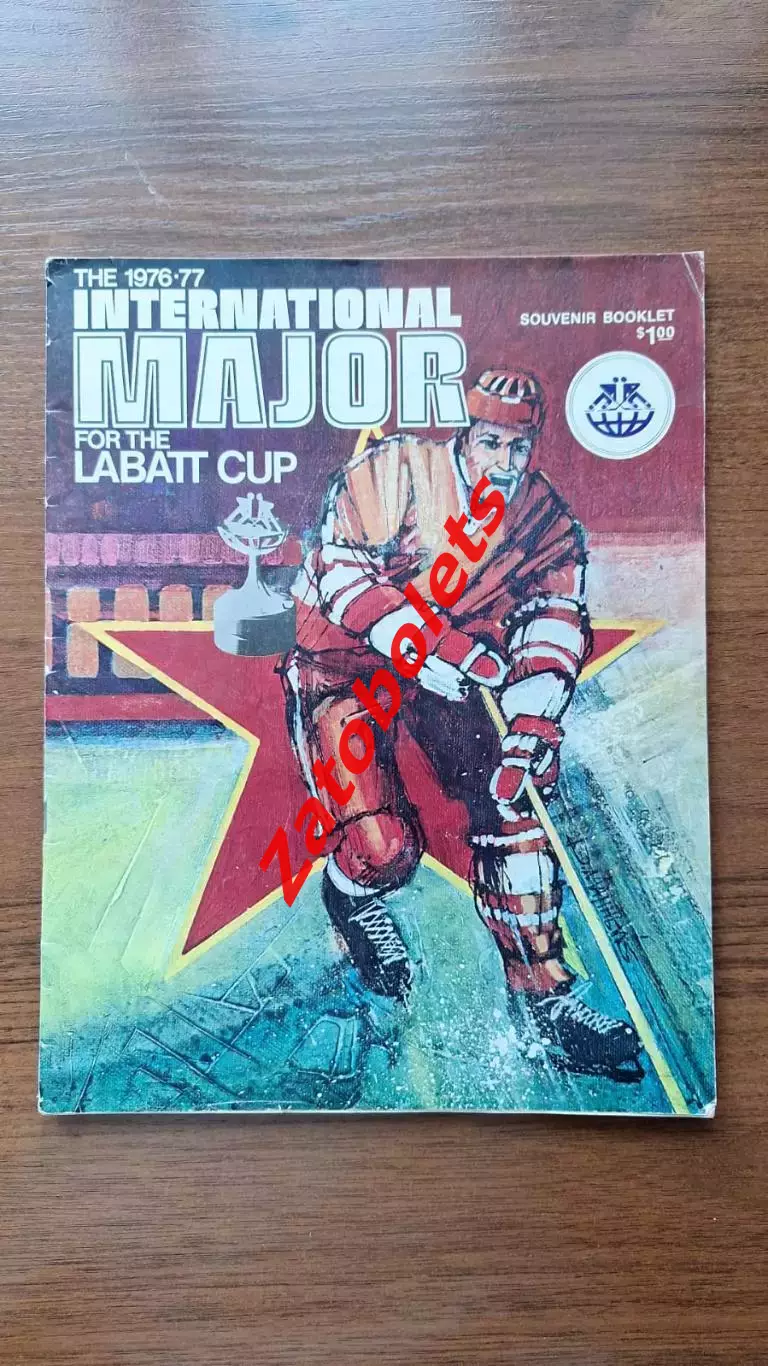 THE 1976·77
INTERNATIONAL
MAJOR
FOR THE
LABATT CUP
SOUVENIR BOOKLET
$1.00
Zatobolets